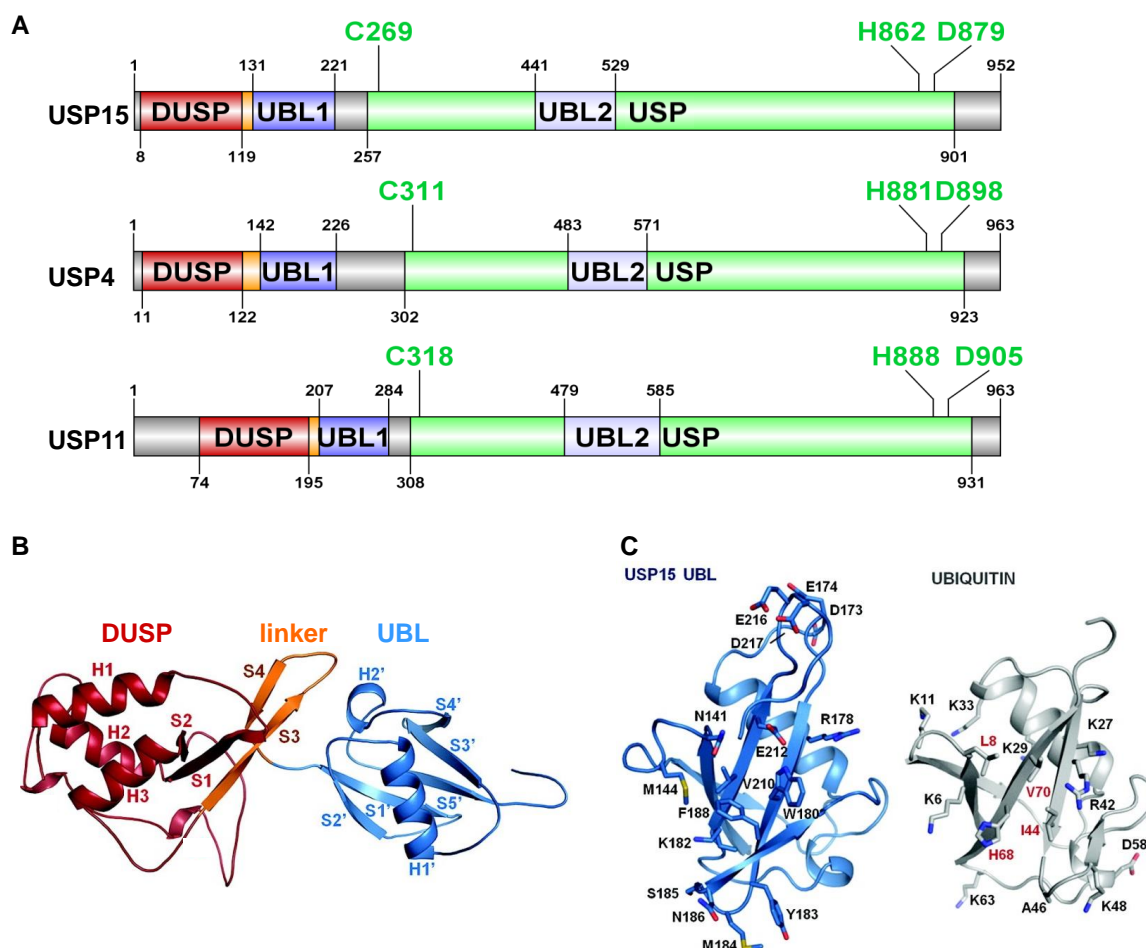 A
C269 H862 D879
1 131 221 441 529 952
USP15 DUSP UBL1 UBL2 USP
8 119 257 901
C311 H881 D898
1 142 226 483 571 963
USP4 DUSP UBL1 UBL2 USP
11 122 302 923
C318 H888 D905
1 207 284 479 585 963
USP11 DUSP UBL1 UBL2 USP
74 195 308 931
B
DUSP linker UBL
H1
H2
H3
S2
S1
S4
S3
H2'
S4'
S3'
S1'
S5'
S2'
H1'
C
USP15 UBL
E174
E216
D173
D217
N141
R178
E212
M144
V210
F188
W180
K182
S185
N186
Y183
M184
UBIQUITIN
K11
K33
K27
L8
K29
K6
V70
R42
I44
D58
H68
K63
A46
K48